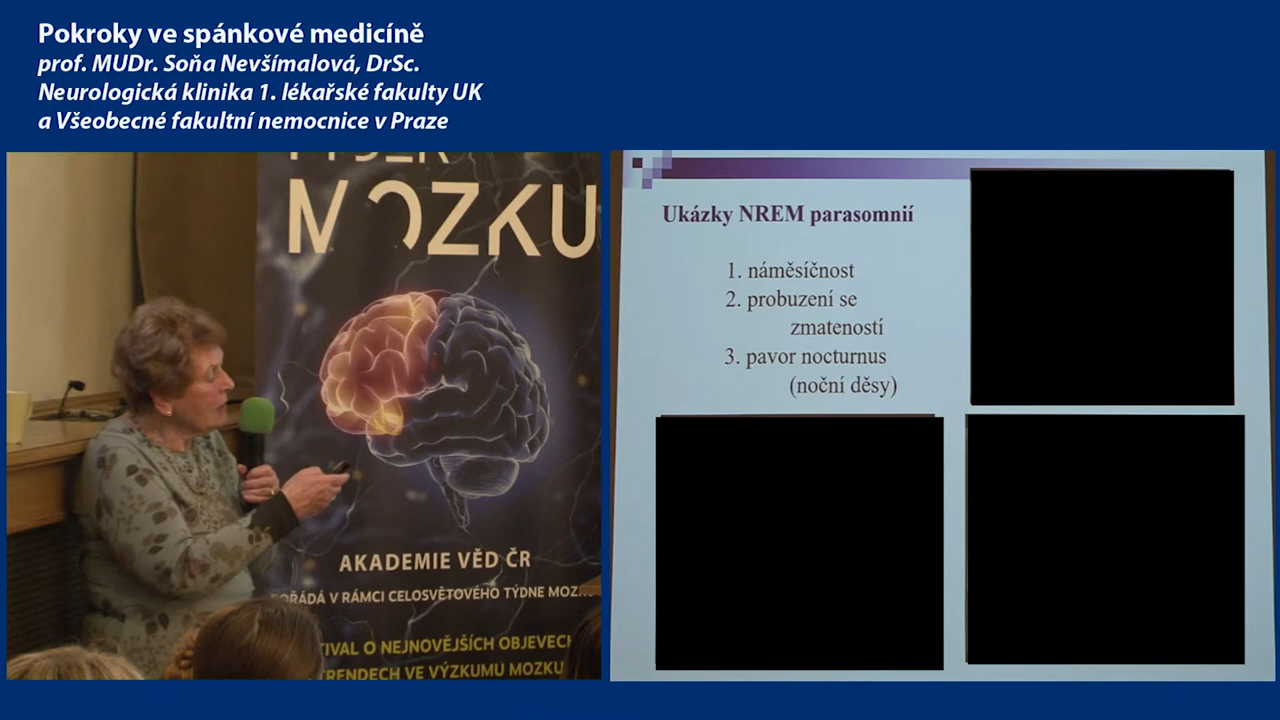 Pokroky ve spánkové medicíně
prof. MUDr. Soňa Nevšímalová, DrSc.
Neurologická klinika 1. lékařské fakulty UK
a Všeobecné fakultní nemocnice v Praze
MOZKU
AKADEMIE VĚD ČR
V RÁMCI CELOSVĚTOVÉHO TÝDNE
O NEJNOVĚJŠÍCH OBJEVECH
TRENDECH VE VÝZKUMU MOZKU
Ukázky NREM parasomnií
1. náměsíčnost
2. probuzení se
zmateností
3. pavor nocturnus
(noční děsy)